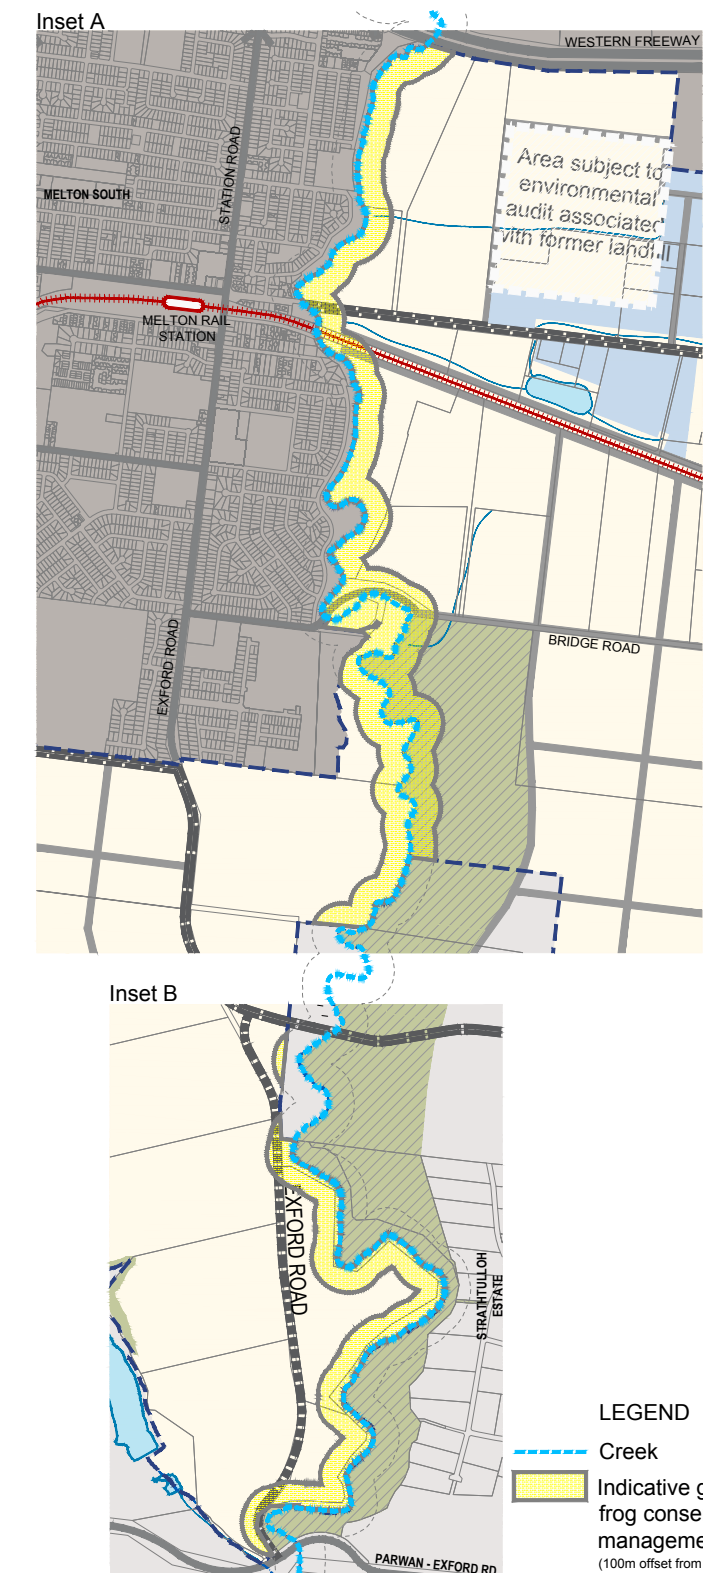 Inset A
WESTERN FREEWAY
STATION ROAD
Area subject to
environmental
audit associated
with former landfill
MELTON SOUTH
MELTON RAIL
STATION
BRIDGE ROAD
EXFORD ROAD
Inset B
EXFORD ROAD
STRATHTULLOH
ESTATE
LEGEND
Creek
Indicative g
frog conse
manageme
(100m offset from
PARWAN - EXFORD RD